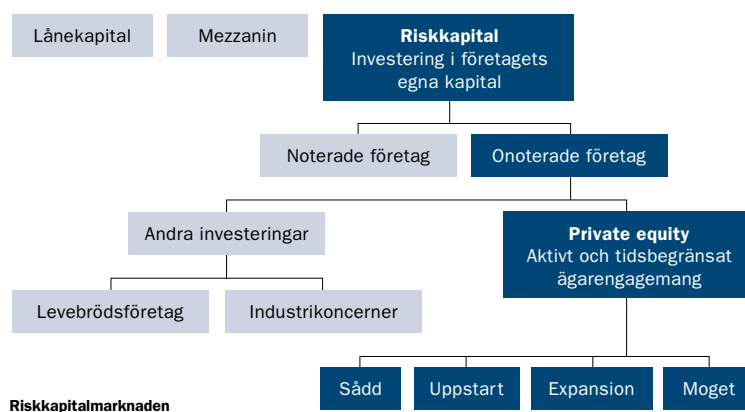 Lånekapital
Mezzanin
Riskkapital
Investering i företagets
egna kapital
Noterade företag
Onoterade företag
Andra investeringar
Private equity
Aktivt och tidsbegränsat
ägarengagemang
Levebrödsföretag
Industrikoncerner
Sådd
Uppstart
Expansion
Moget
Riskkapitalmarknaden